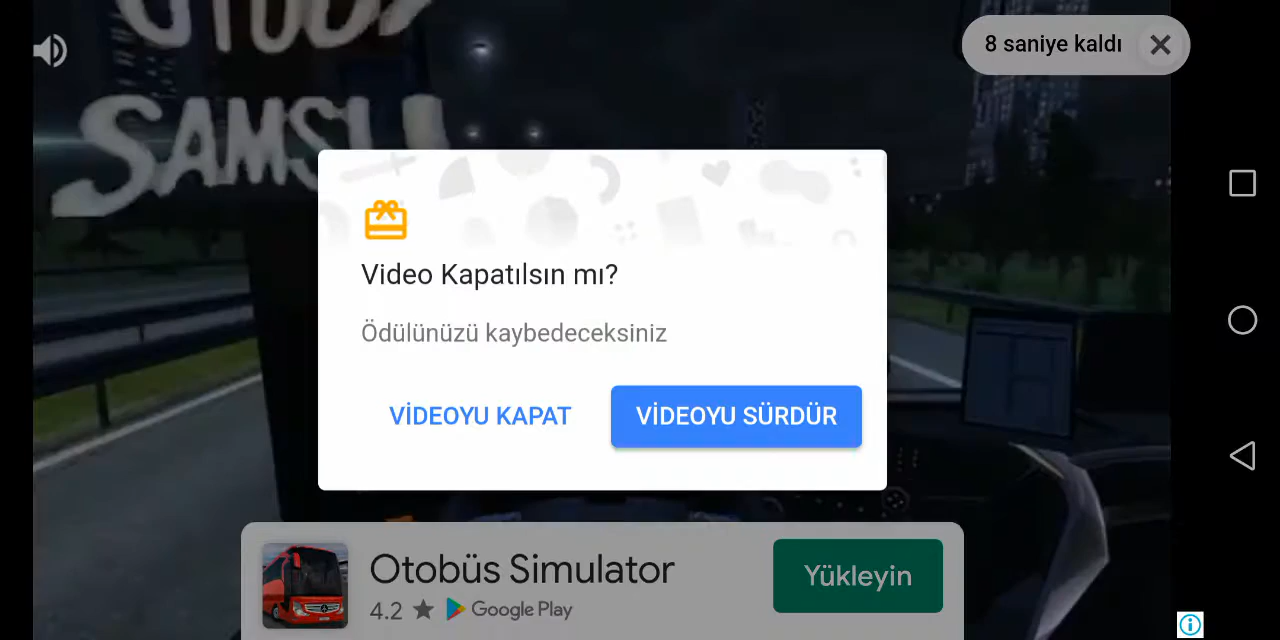 8 saniye kaldı
Video Kapatılsın mı?
Ödülünüzü kaybedeceksiniz
VİDEOYU KAPAT
VİDEOYU SÜRDÜR
Otobüs Simulator
Yükleyin
4.2 ★ Google Play